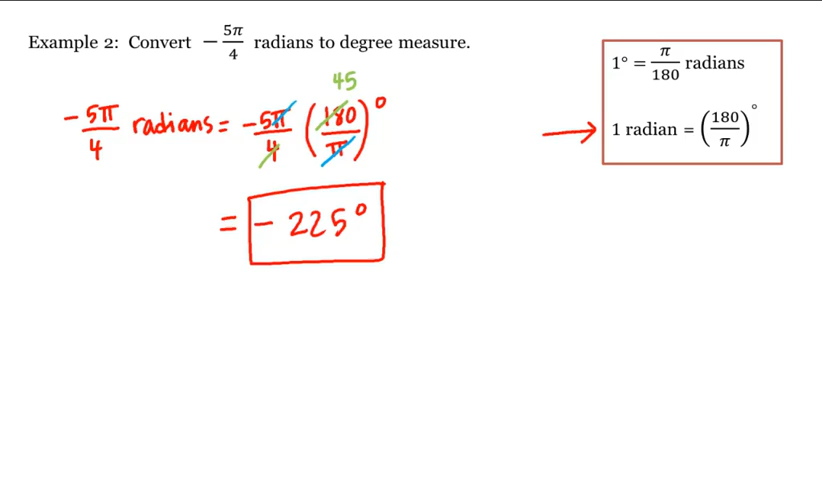 Example 2: Convert −5π/4 radians to degree measure.
1° = π/180 radians
1 radian = (180/π)°
45
-5π/4 radians = -5π/4 (180/π)°
= -225°